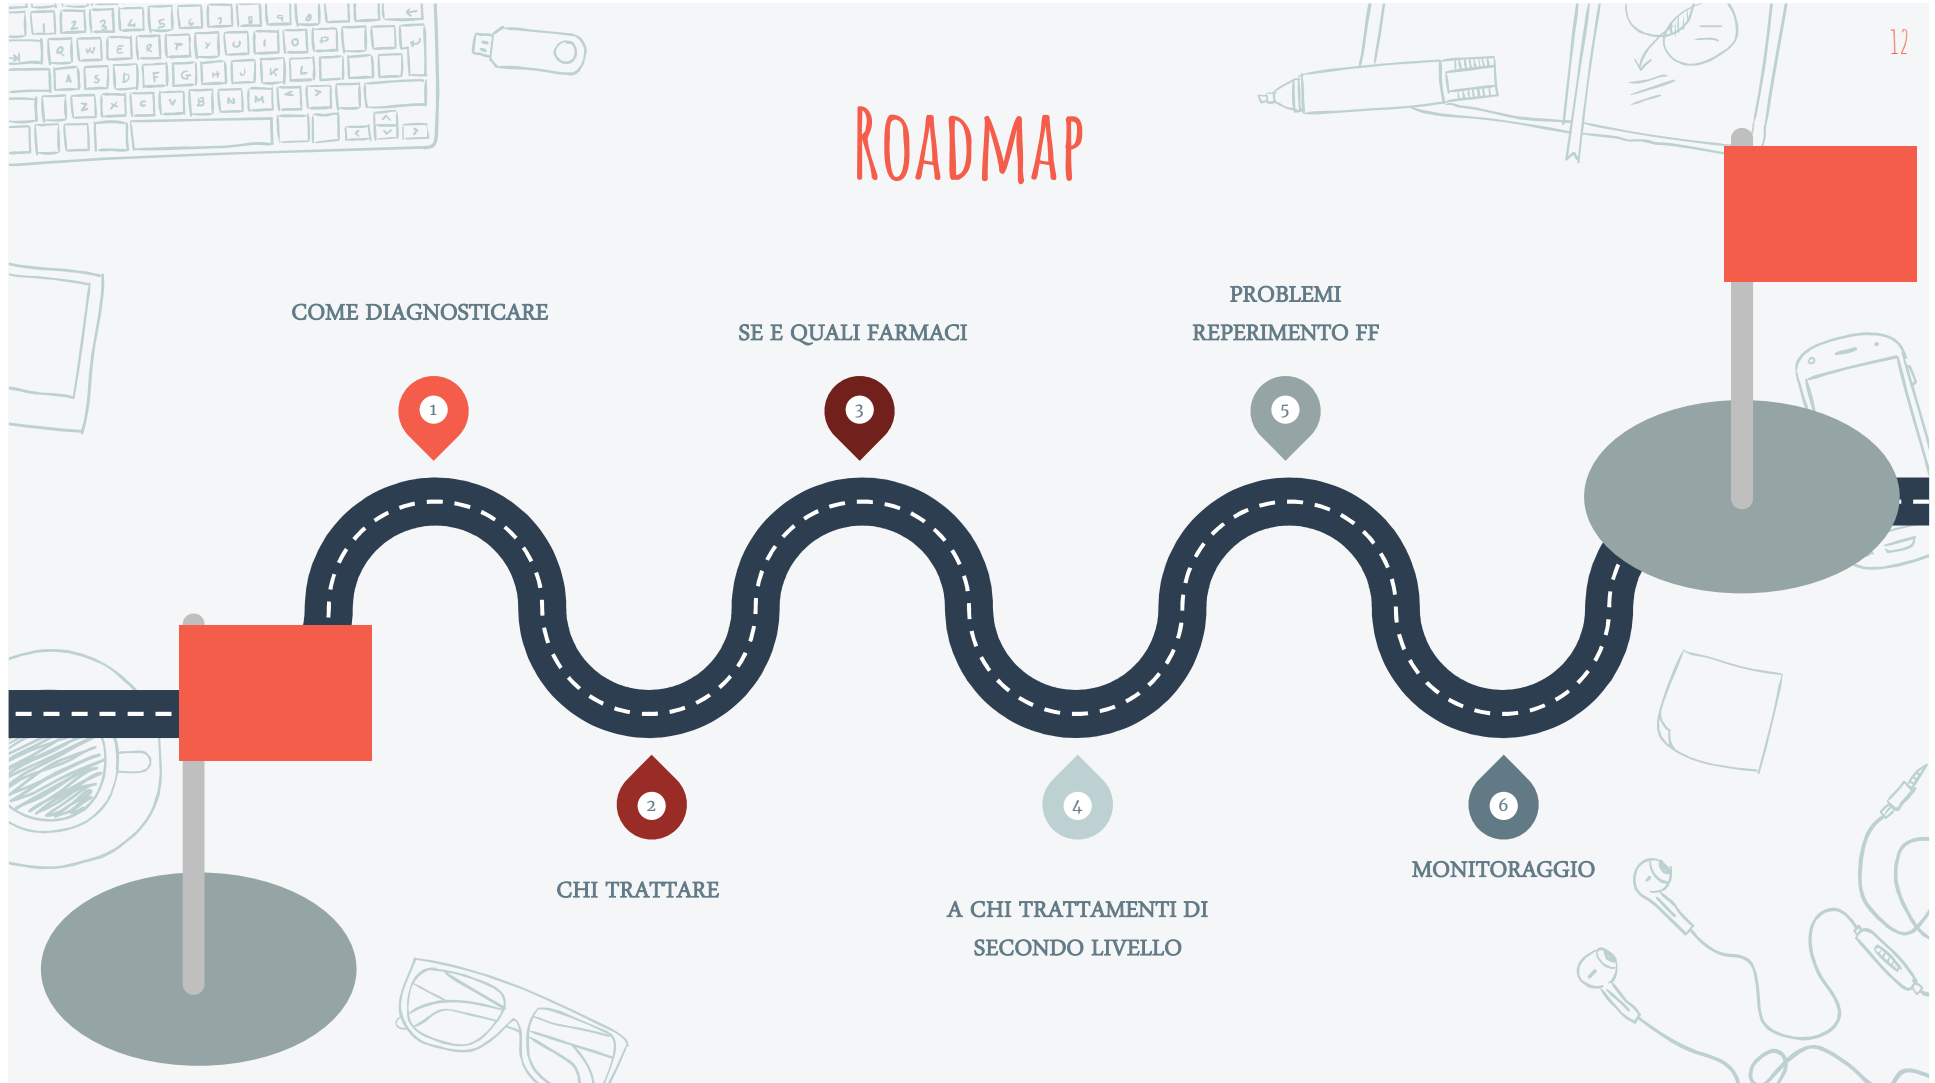 12
Roadmap
COME DIAGNOSTICARE
1
CHI TRATTARE
2
SE E QUALI FARMACI
3
A CHI TRATTAMENTI DI
SECONDO LIVELLO
4
PROBLEMI
REPERIMENTO FF
5
MONITORAGGIO
6